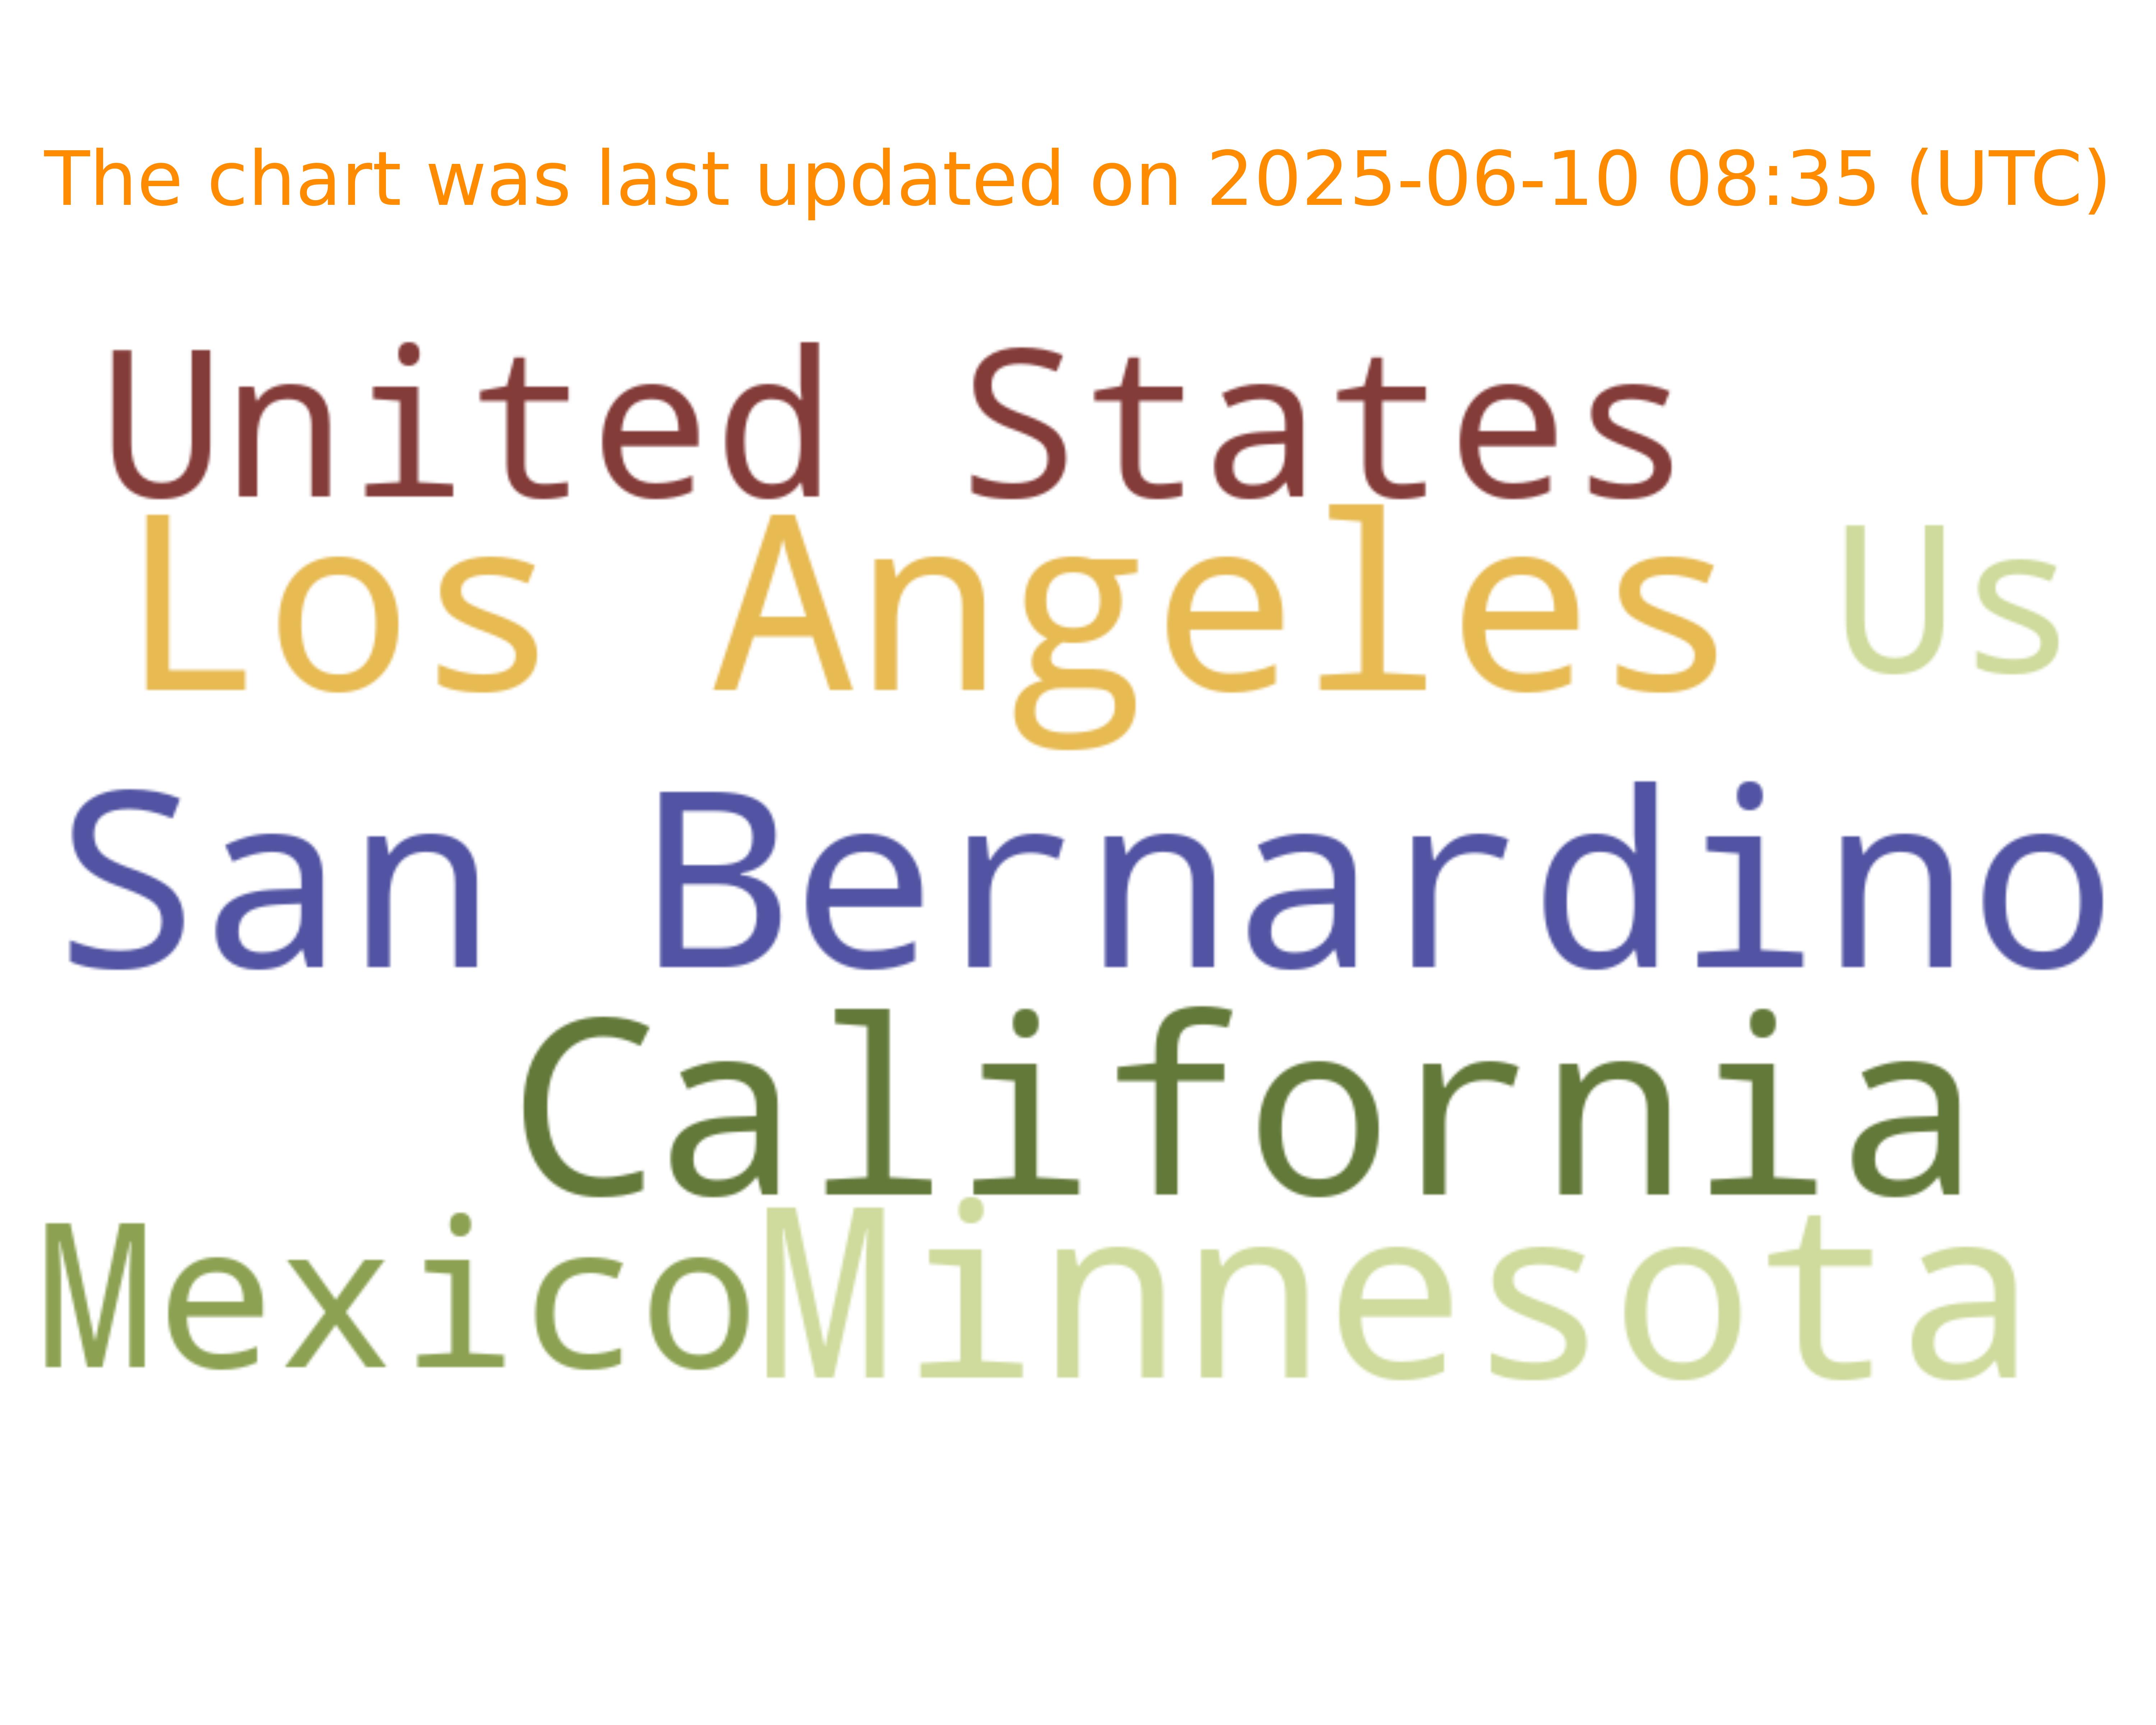 The chart was last updated on 2025-06-10 08:35 (UTC)
United States
Los Angeles Us
San Bernardino
California
Mexico Minnesota